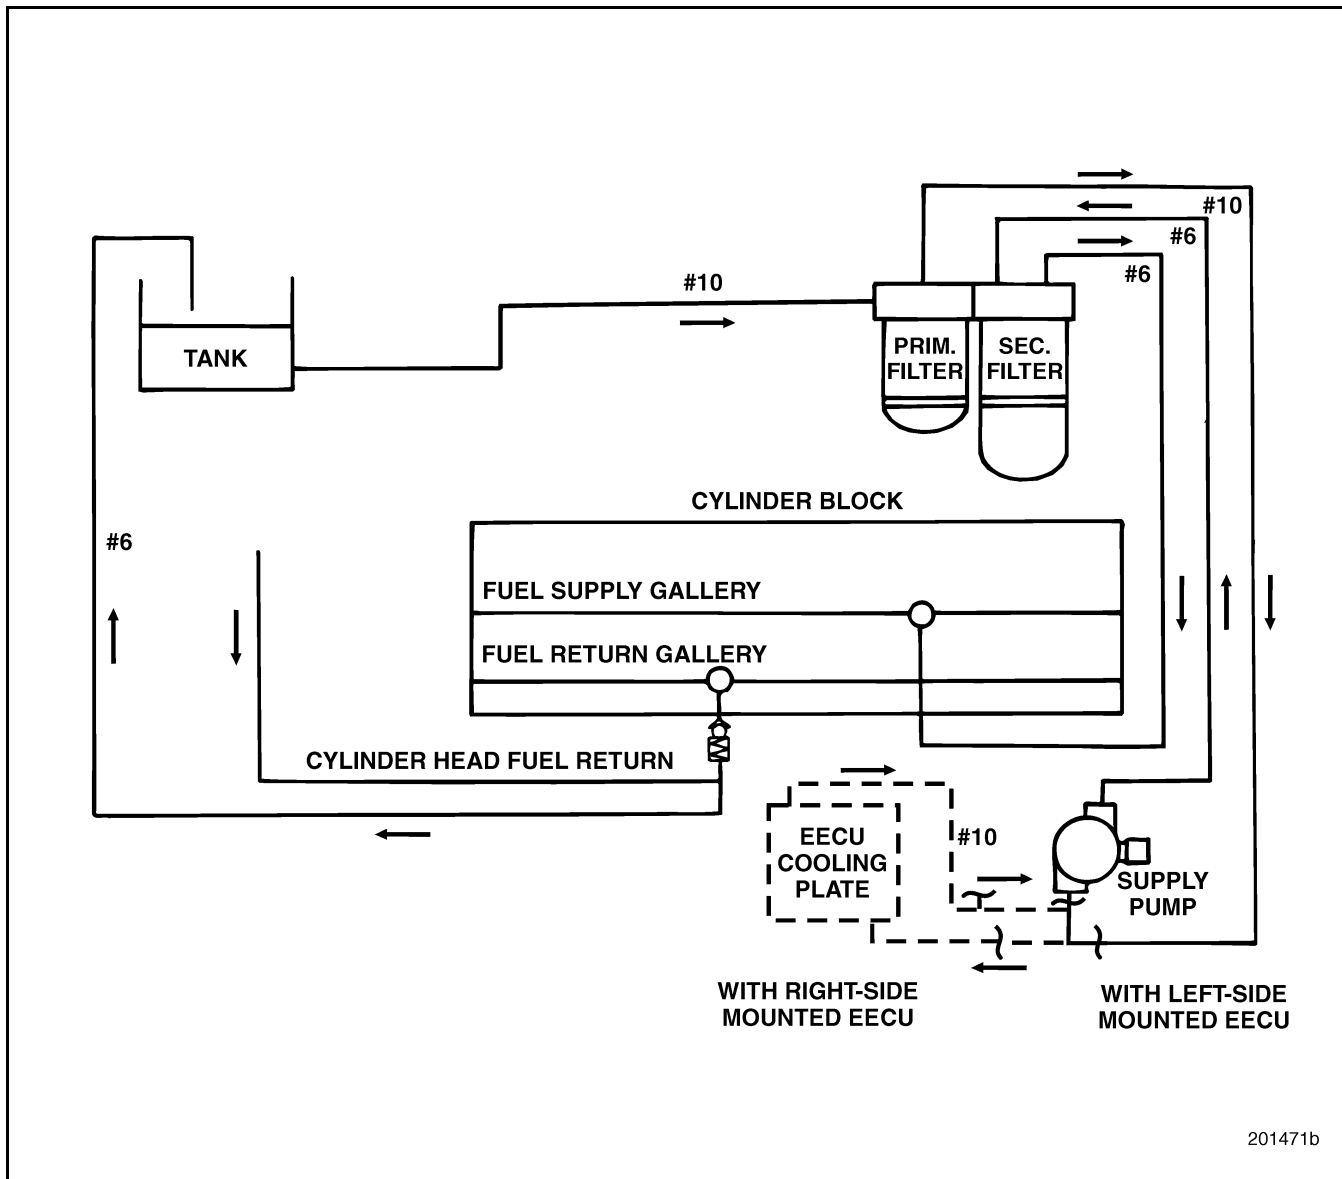 #10
#6
#6
#10
TANK
PRIM.
FILTER
SEC.
FILTER
CYLINDER BLOCK
#6
FUEL SUPPLY GALLERY
FUEL RETURN GALLERY
CYLINDER HEAD FUEL RETURN
EECU
COOLING
PLATE
#10
SUPPLY
PUMP
WITH RIGHT-SIDE
MOUNTED EECU
WITH LEFT-SIDE
MOUNTED EECU
201471b